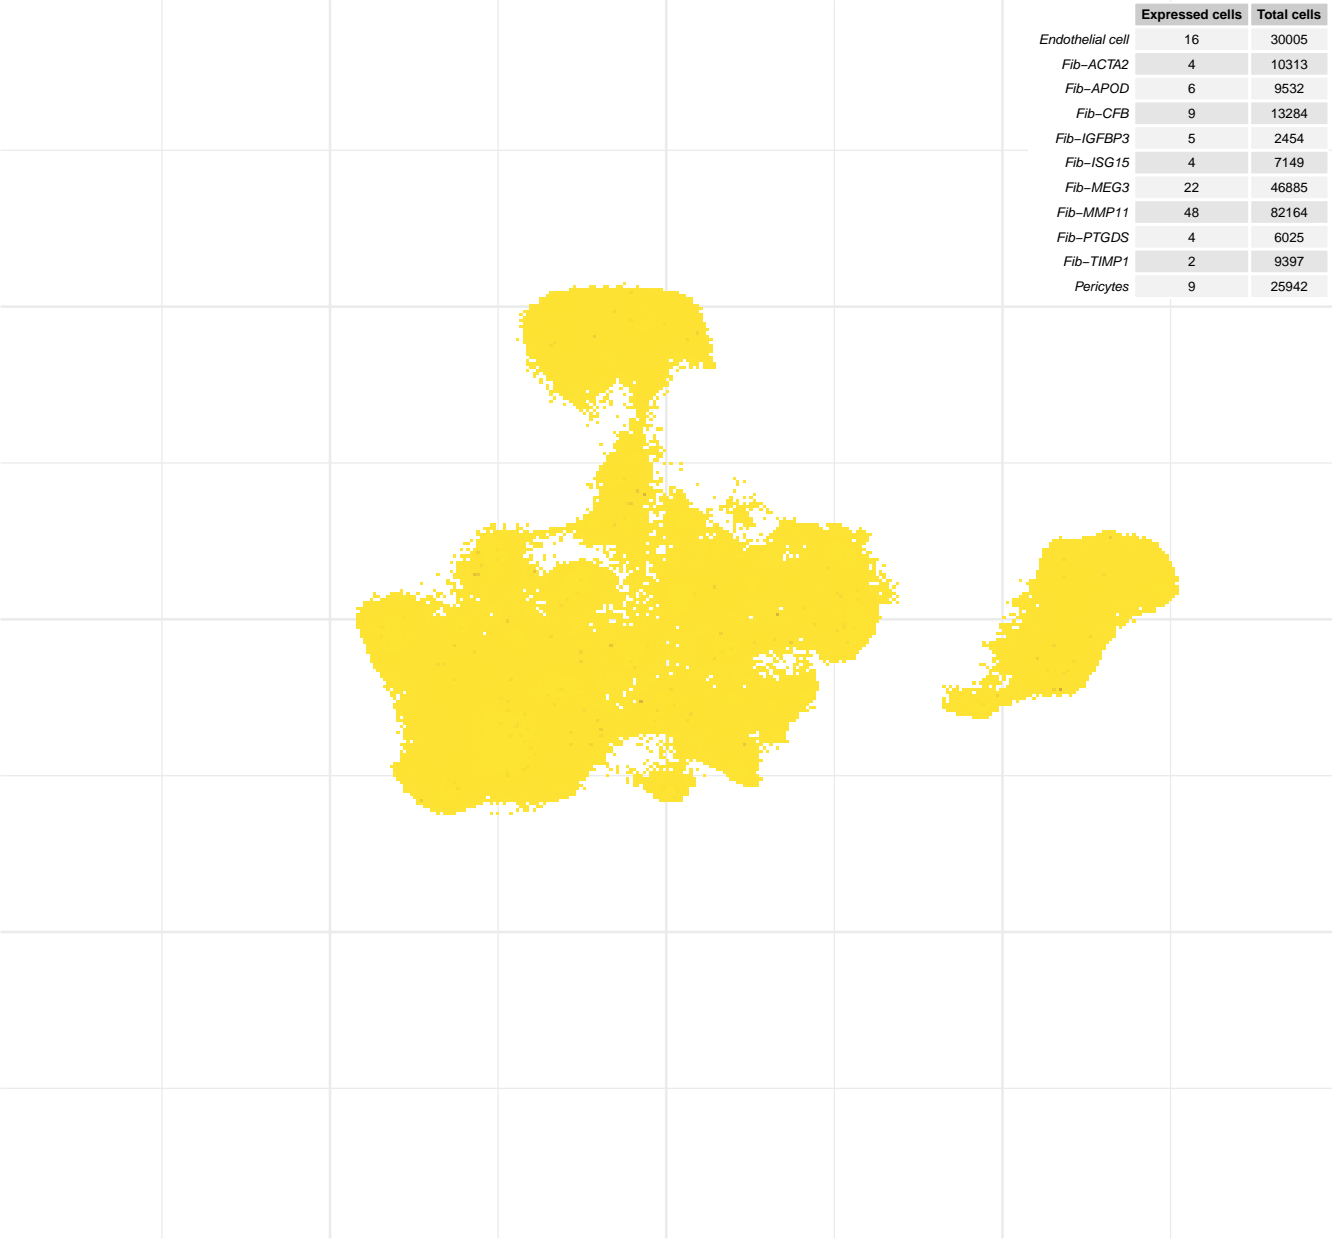 Expressed cells Total cells
Endothelial cell 16 30005
Fib−ACTA2 4 10313
Fib−APOD 6 9532
Fib−CFB 9 13284
Fib−IGFBP3 5 2454
Fib−ISG15 4 7149
Fib−MEG3 22 46885
Fib−MMP11 48 82164
Fib−PTGDS 4 6025
Fib−TIMP1 2 9397
Pericytes 9 25942